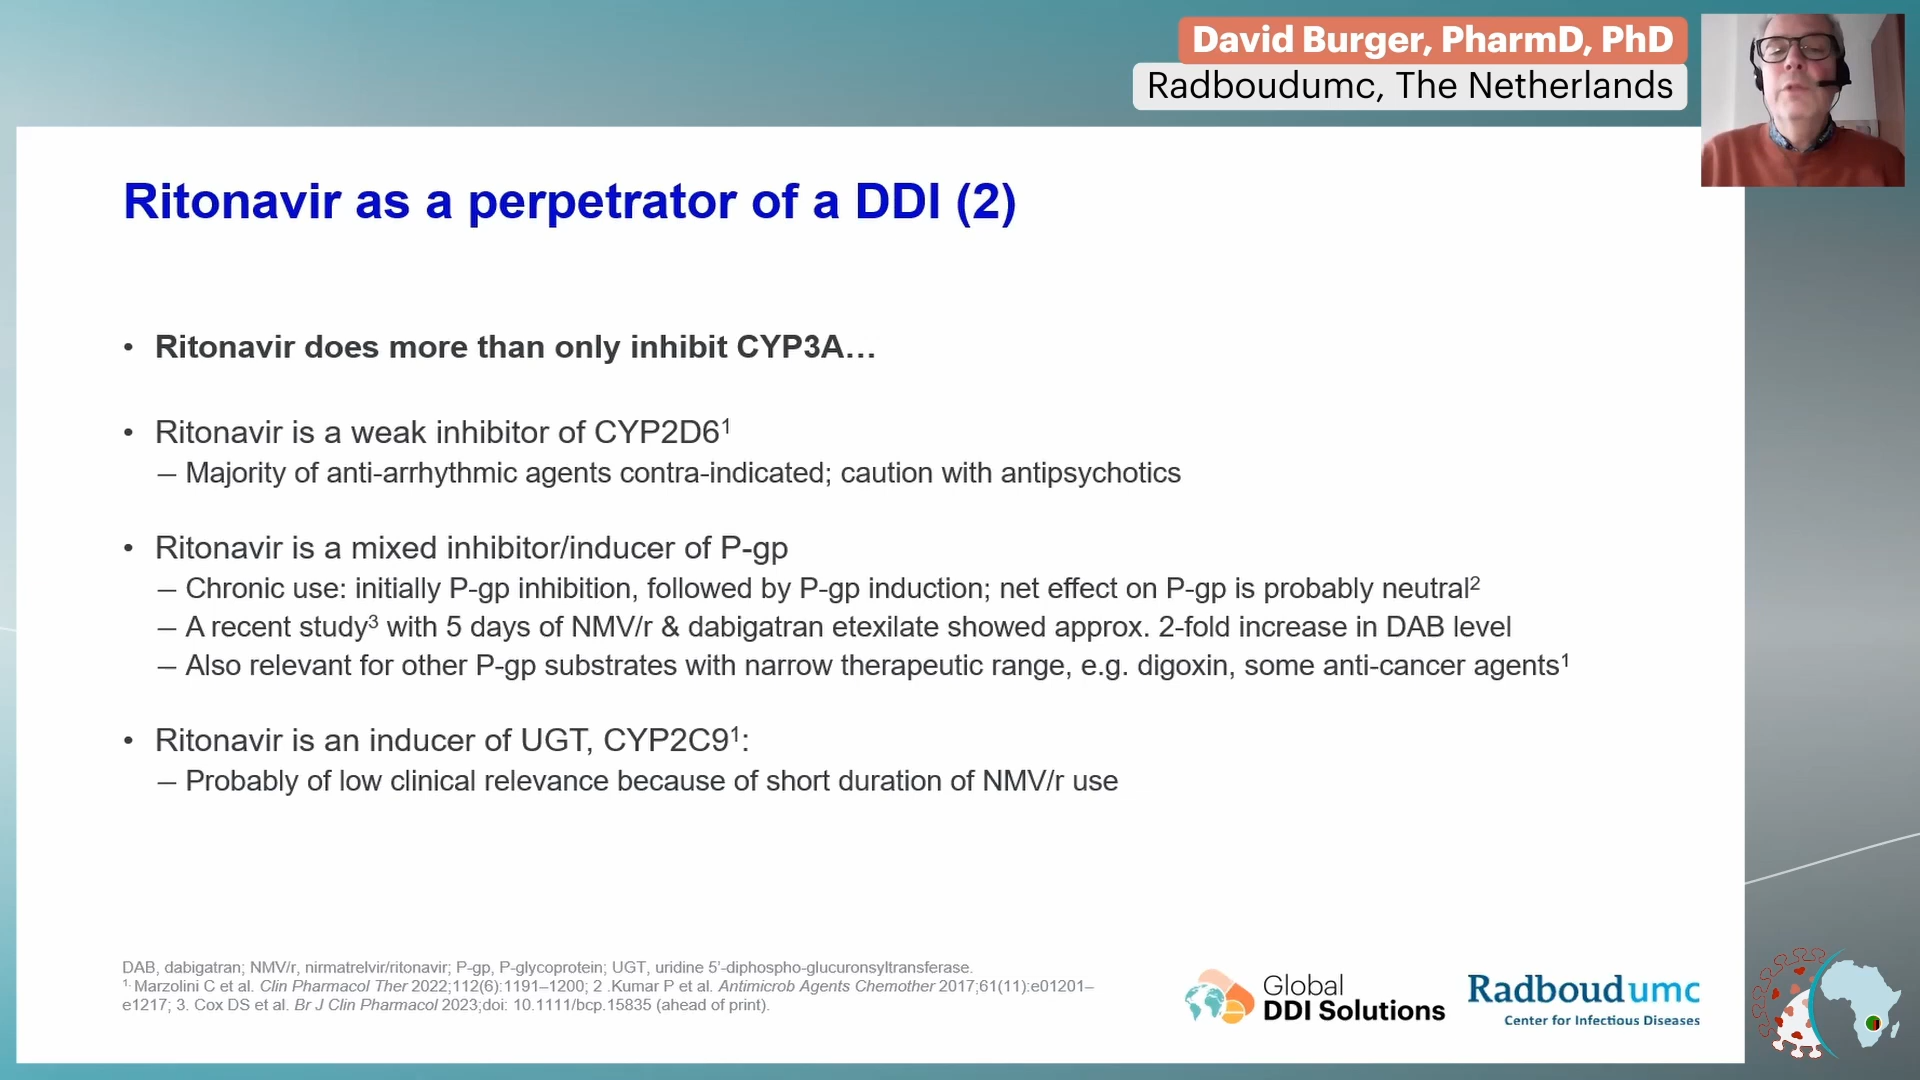 David Burger, PharmD, PhD
Radboudumc, The Netherlands
Ritonavir as a perpetrator of a DDI (2)
• Ritonavir does more than only inhibit CYP3A…
• Ritonavir is a weak inhibitor of CYP2D6¹
– Majority of anti-arrhythmic agents contra-indicated; caution with antipsychotics
• Ritonavir is a mixed inhibitor/inducer of P-gp
– Chronic use: initially P-gp inhibition, followed by P-gp induction; net effect on P-gp is probably neutral²
– A recent study³ with 5 days of NMV/r & dabigatran etexilate showed approx. 2-fold increase in DAB level
– Also relevant for other P-gp substrates with narrow therapeutic range, e.g. digoxin, some anti-cancer agents¹
• Ritonavir is an inducer of UGT, CYP2C9¹:
– Probably of low clinical relevance because of short duration of NMV/r use
DAB, dabigatran; NMV/r, nirmatrelvir/ritonavir; P-gp, P-glycoprotein; UGT, uridine 5’-diphospho-glucuronsyltransferase.
¹· Marzolini C et al. Clin Pharmacol Ther 2022;112(6):1191–1200; 2 .Kumar P et al. Antimicrob Agents Chemother 2017;61(11):e01201–
e1217; 3. Cox DS et al. Br J Clin Pharmacol 2023;doi: 10.1111/bcp.15835 (ahead of print).
Global
DDI Solutions
Radboudumc
Center for Infectious Diseases